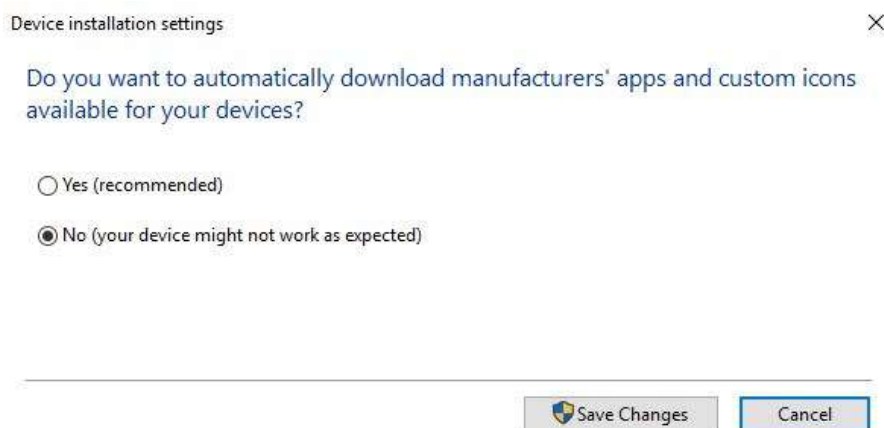 Device installation settings
Do you want to automatically download manufacturers' apps and custom icons
available for your devices?
Yes (recommended)
No (your device might not work as expected)
Save Changes
Cancel